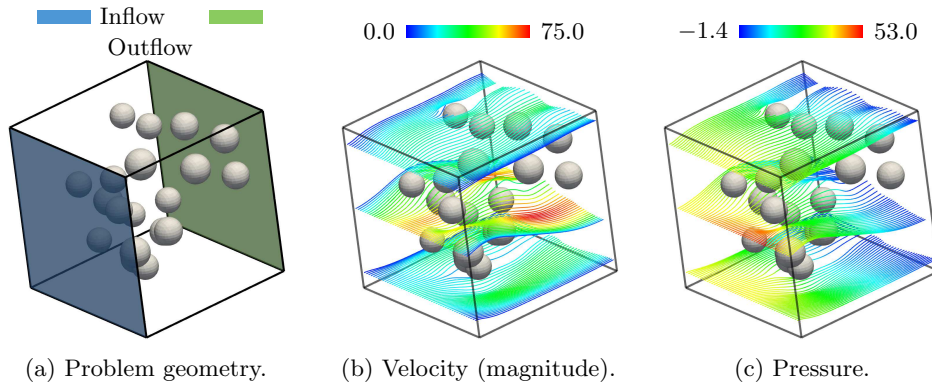 Inflow
Outflow
0.0 75.0
−1.4 53.0
(a) Problem geometry.
(b) Velocity (magnitude).
(c) Pressure.